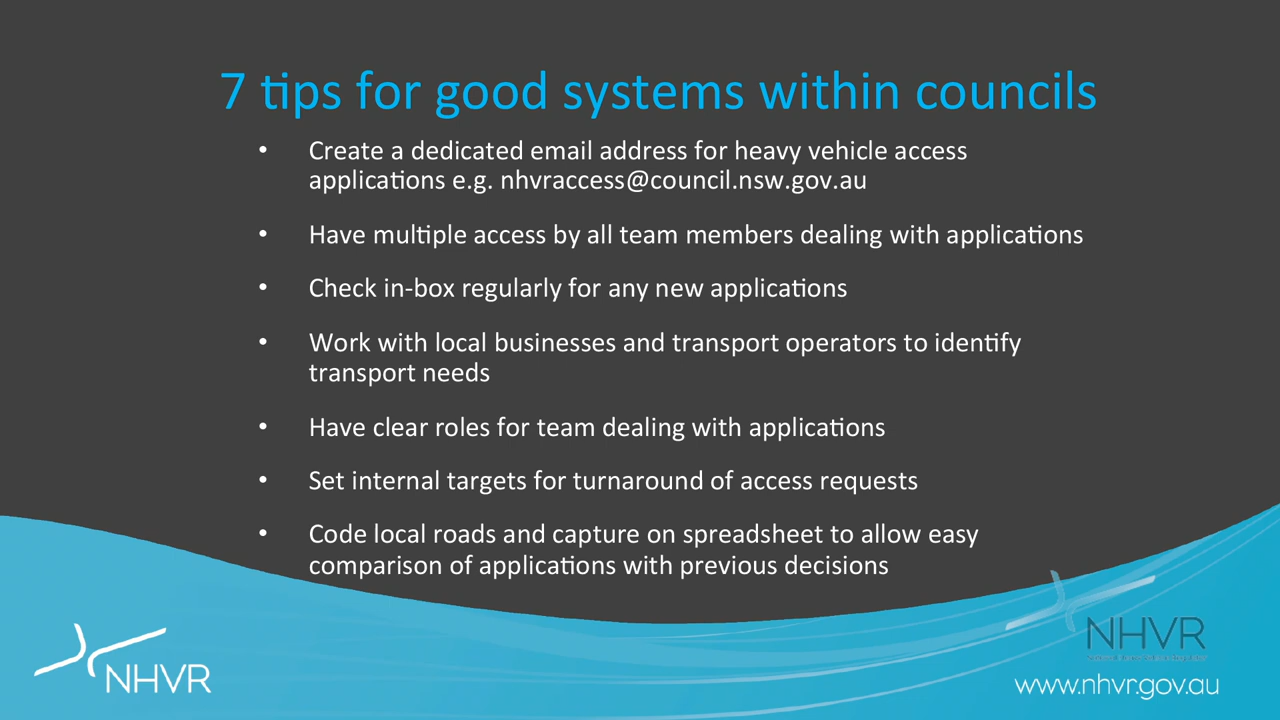 7 tips for good systems within councils
• Create a dedicated email address for heavy vehicle access
applications e.g. nhvraccess@council.nsw.gov.au
• Have multiple access by all team members dealing with applications
• Check in-box regularly for any new applications
• Work with local businesses and transport operators to identify
transport needs
• Have clear roles for team dealing with applications
• Set internal targets for turnaround of access requests
• Code local roads and capture on spreadsheet to allow easy
comparison of applications with previous decisions
NHVR
NHVR
www.nhvr.gov.au